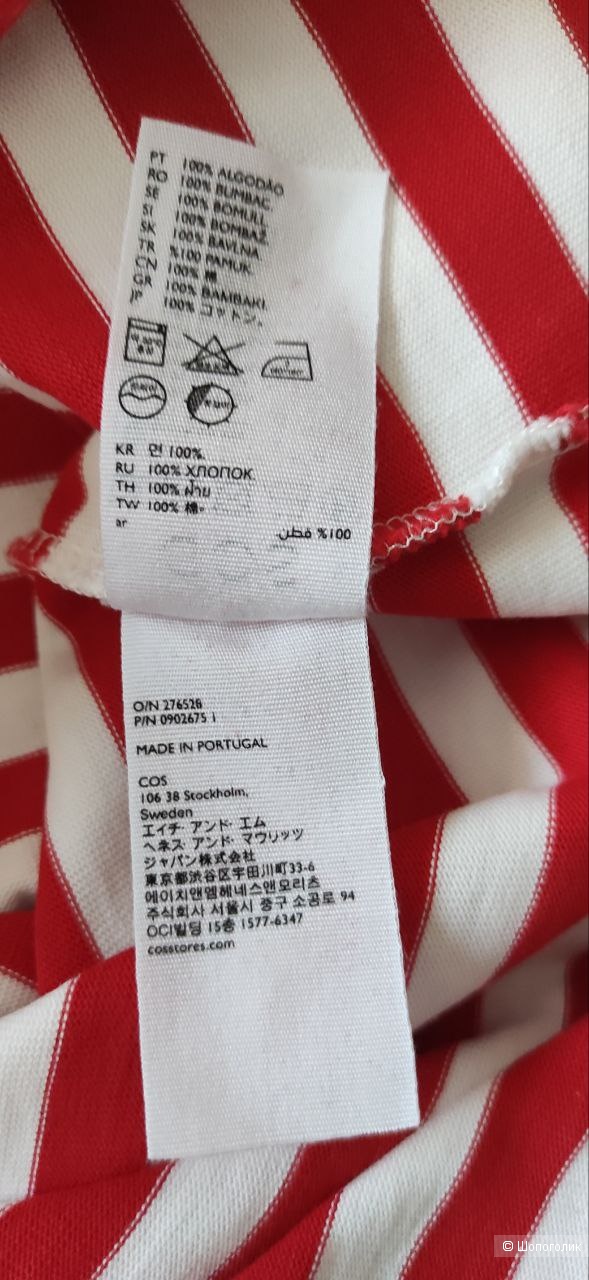 PT 100% ALGODÃO
RO 100% BUMBAC.
SE 100% BOMULL
SI 100% BOMBAŽ.
SK 100% BAVLNA.
TR %100 PAMUK.
CN 100% 棉
GR 100% BAMBAKI.
JP 100% コットン。
KR 면 100%.
RU 100% ХЛОПОК.
TH 100% ฝ้าย
TW 100% 棉。
ar
%100 قطن.
O/N 276528
P/N 0902675 1
MADE IN PORTUGAL
COS
106 38 Stockholm,
Sweden
エイチ・アンド・エム
ヘネス・アンド・マウリッツ
ジャパン株式会社
東京都渋谷区宇田川町33-6
에이치앤엠헤네스앤모리츠
주식회사 서울시 중구 소공로 94
OCI빌딩 15층 1577-6347
cosstores.com
© Шопоголик